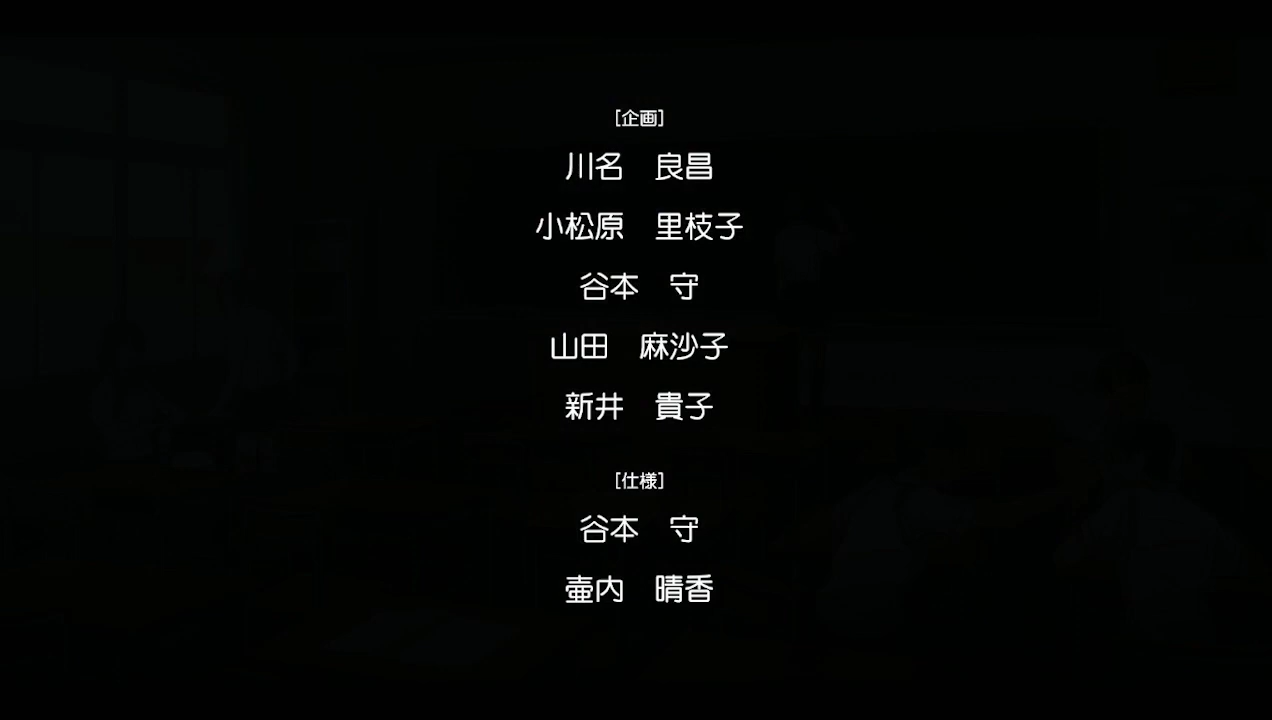 [企画]
川名　良昌
小松原　里枝子
谷本　守
山田　麻沙子
新井　貴子
[仕様]
谷本　守
壷内　晴香